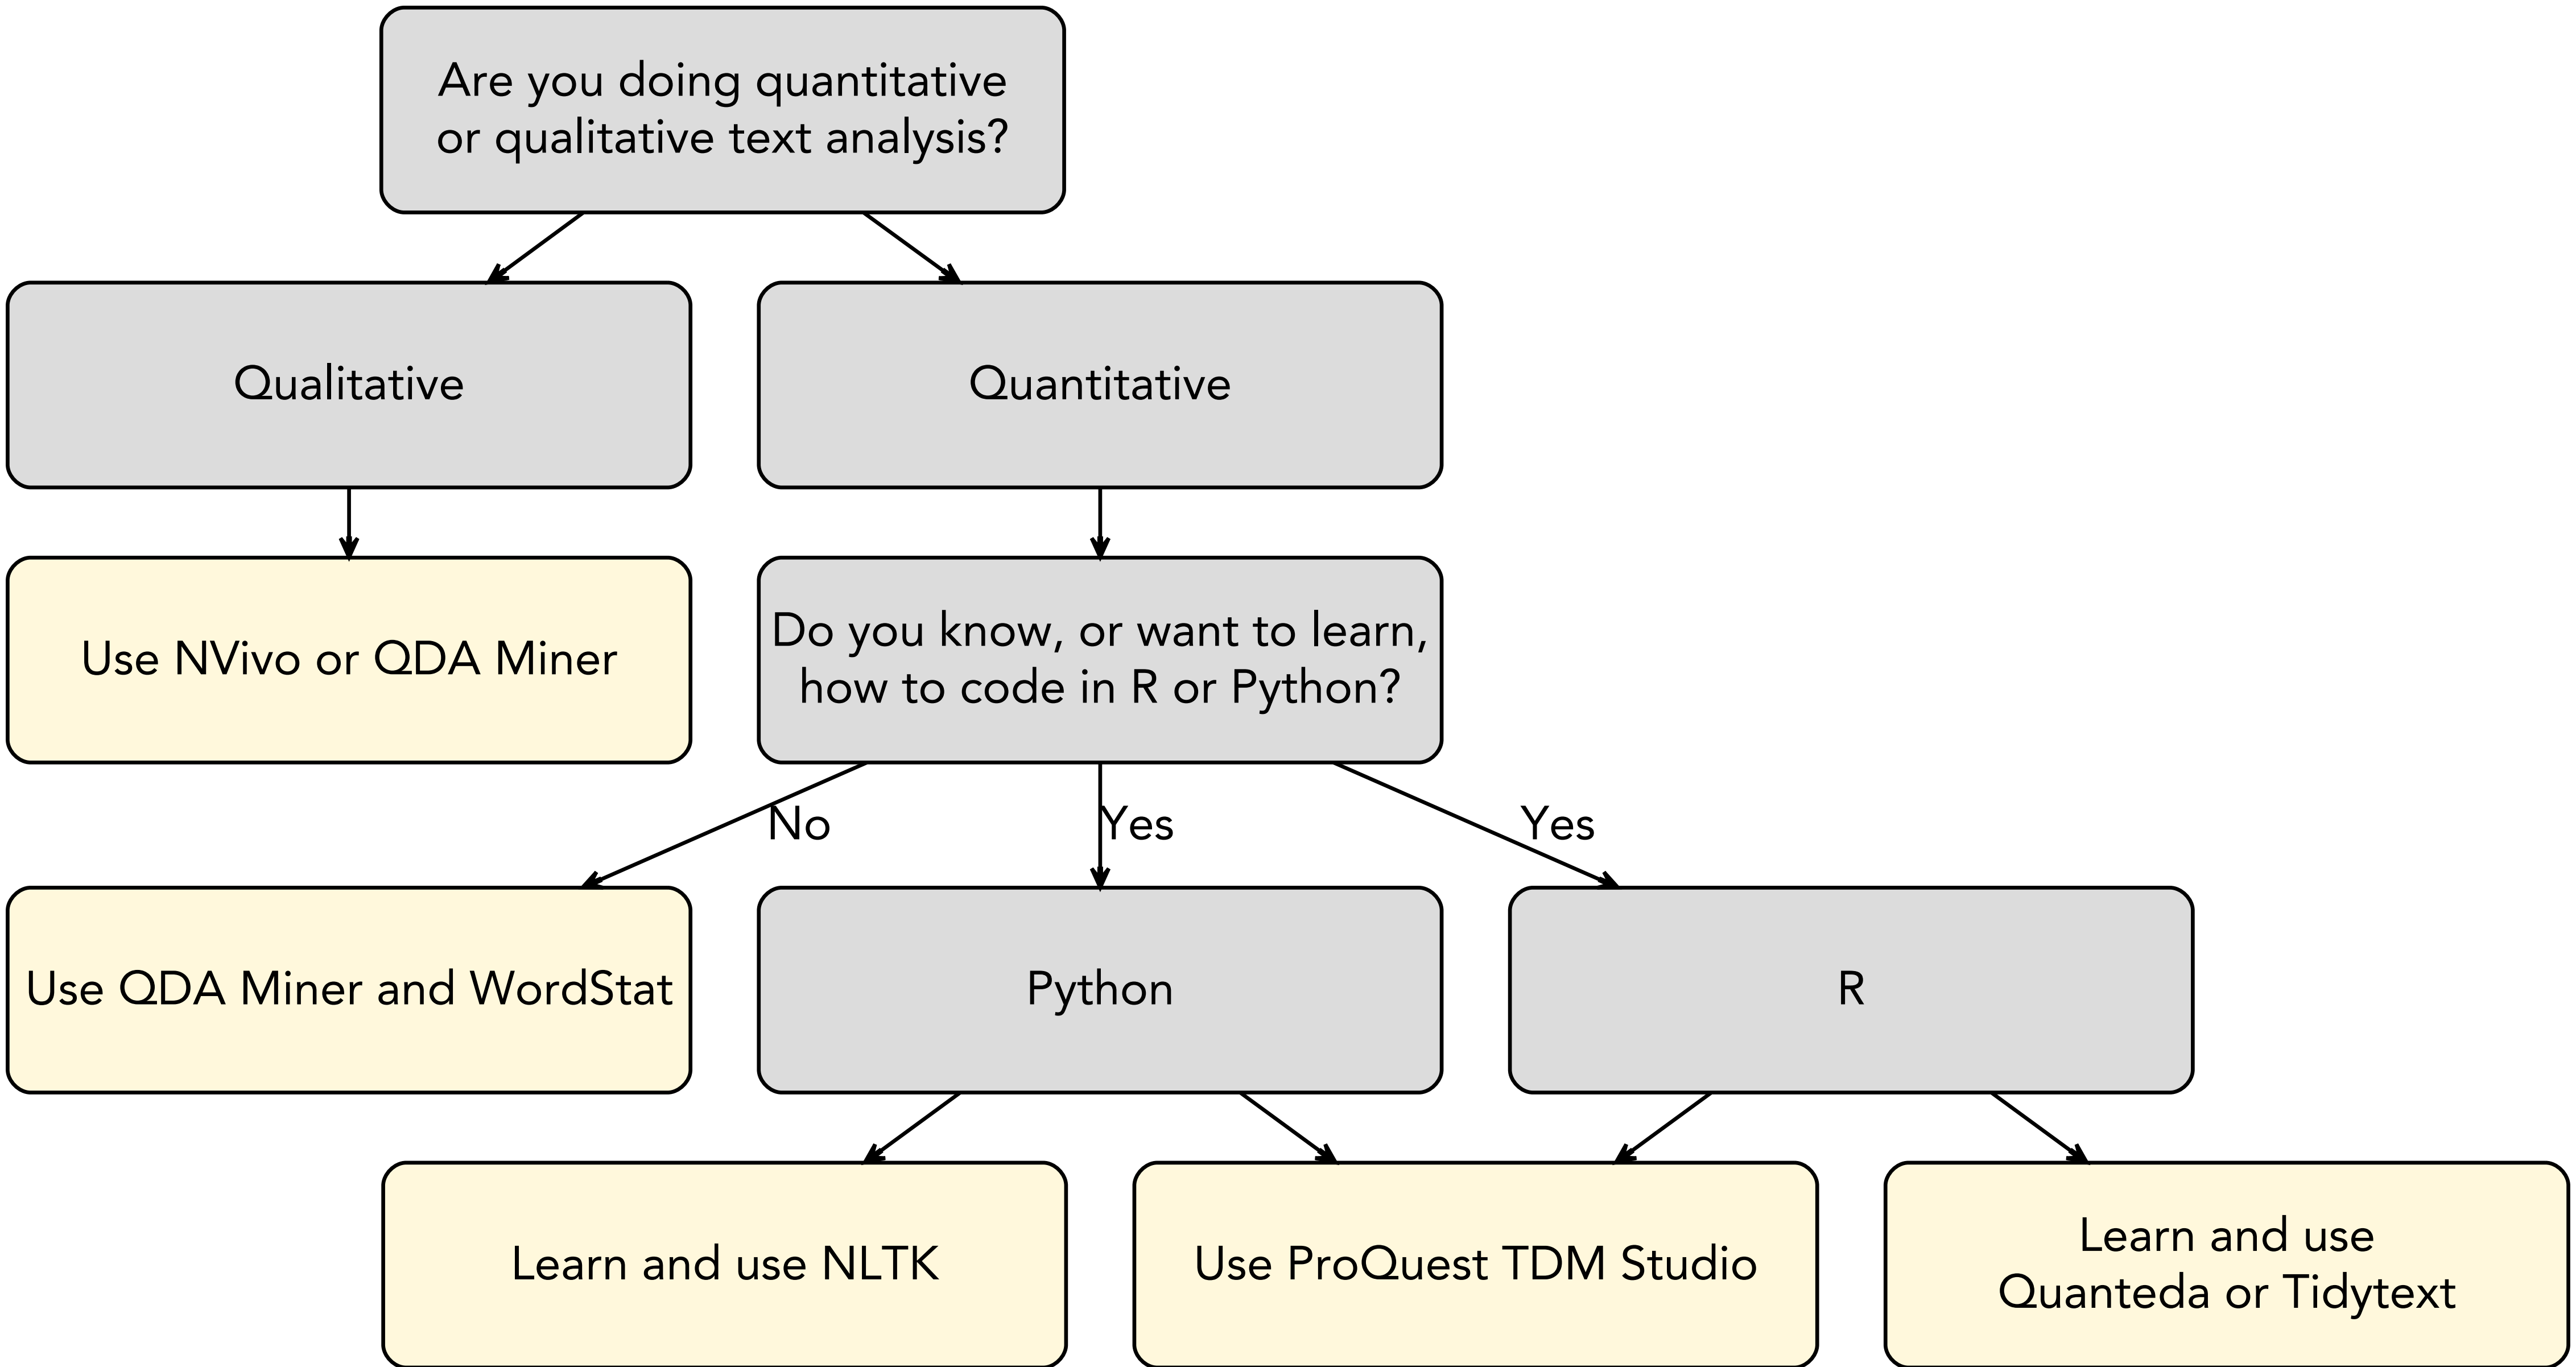 Are you doing quantitative
or qualitative text analysis?
Qualitative
Quantitative
Use NVivo or QDA Miner
Do you know, or want to learn,
how to code in R or Python?
No
Yes
Yes
Use QDA Miner and WordStat
Python
R
Learn and use NLTK
Use ProQuest TDM Studio
Learn and use
Quanteda or Tidytext